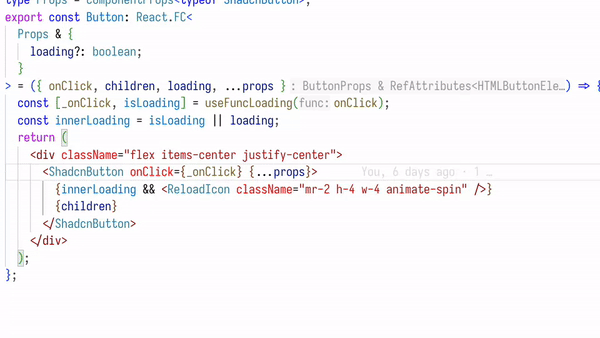 type Props = ComponentProps<typeof ShadcnButton>;
export const Button: React.FC<
Props & {
loading?: boolean;
}
> = ({ onClick, children, loading, ...props } : ButtonProps & RefAttributes<HTMLButtonEle…) => {
const [_onClick, isLoading] = useFuncLoading(func: onClick);
const innerLoading = isLoading || loading;
return (
<div className="flex items-center justify-center">
<ShadcnButton onClick={_onClick} {...props}> You, 6 days ago · 1 …
{innerLoading && <ReloadIcon className="mr-2 h-4 w-4 animate-spin" />}
{children}
</ShadcnButton>
</div>
);
};